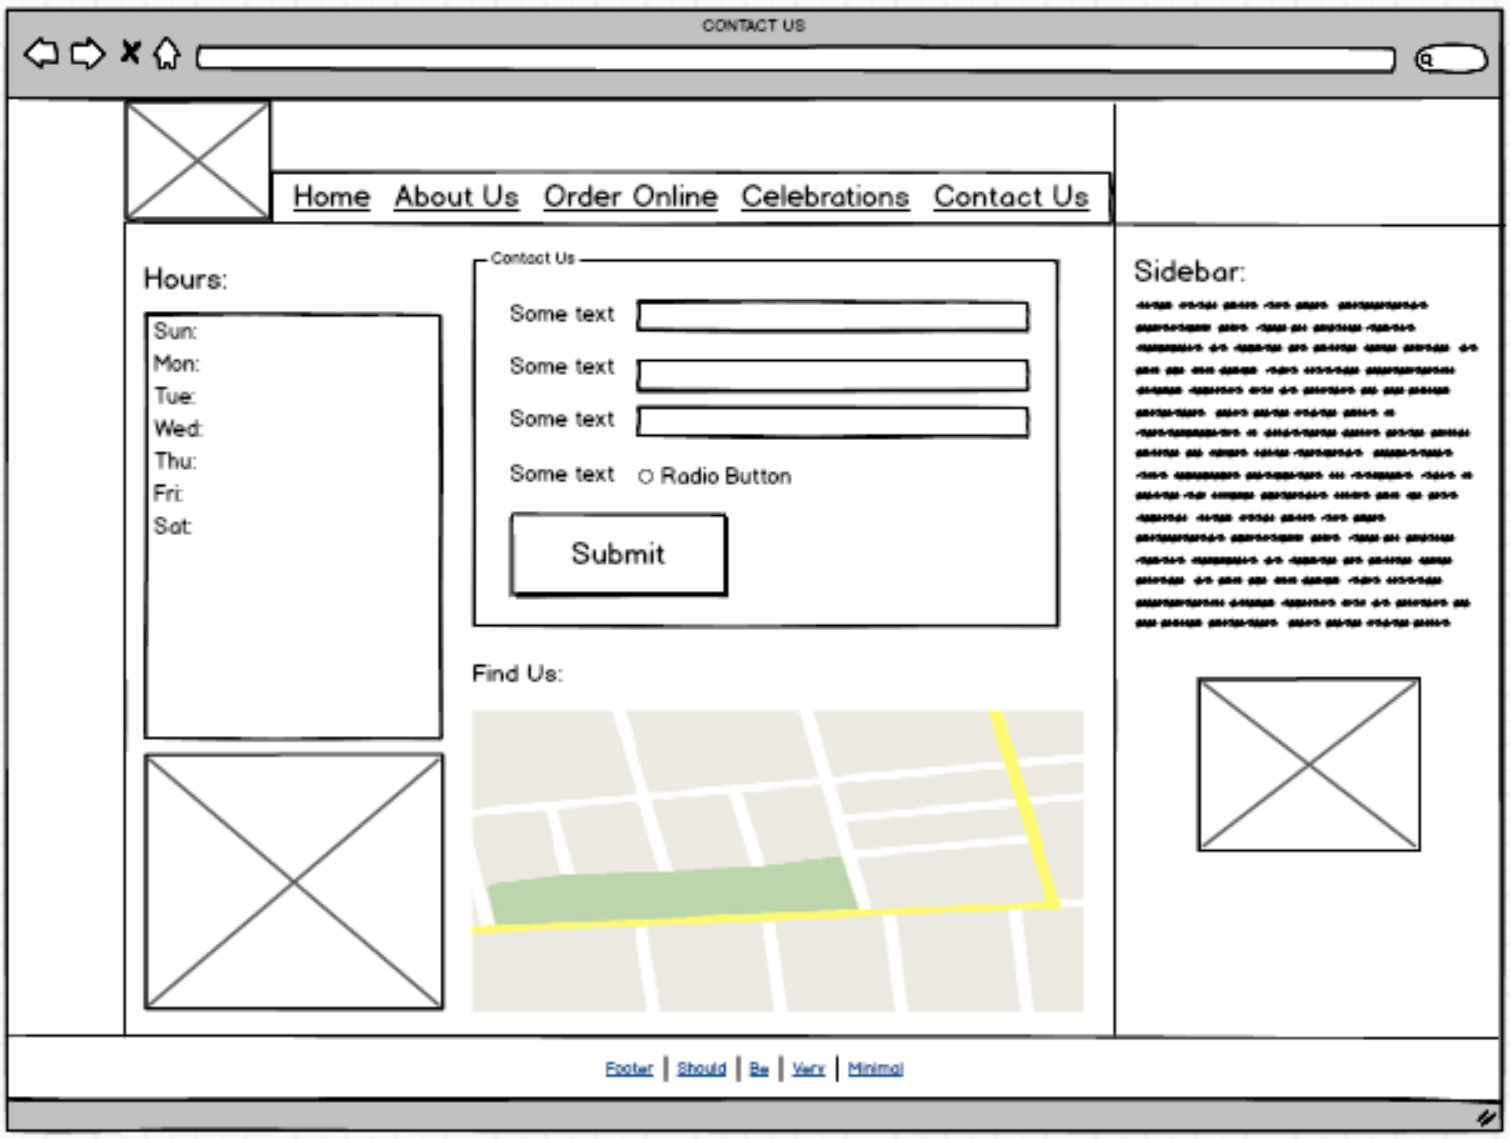 CONTACT US
Home About Us Order Online Celebrations Contact Us
Hours:
Sun:
Mon:
Tue:
Wed:
Thu:
Fri:
Sat:
Contact Us
Some text
Some text
Some text
Some text Radio Button
Submit
Find Us:
Sidebar:
Footer | Should | Be | Very | Minimal